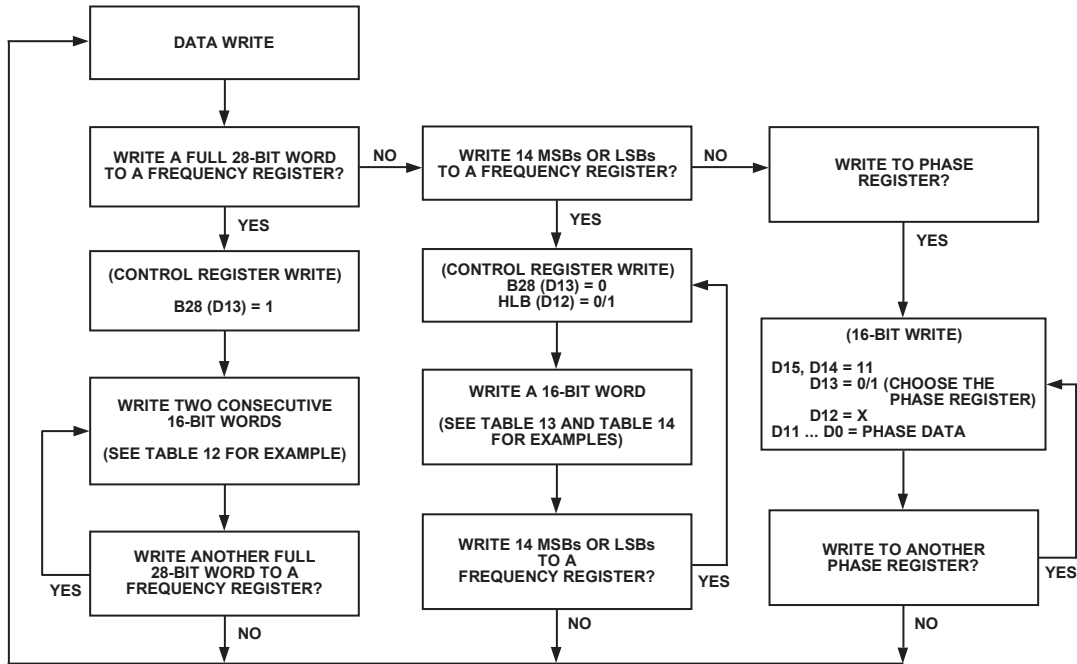 DATA WRITE
WRITE A FULL 28-BIT WORD
TO A FREQUENCY REGISTER?
NO
WRITE 14 MSBs OR LSBs
TO A FREQUENCY REGISTER?
NO
WRITE TO PHASE
REGISTER?
YES
YES
YES
(CONTROL REGISTER WRITE)
B28 (D13) = 1
(CONTROL REGISTER WRITE)
B28 (D13) = 0
HLB (D12) = 0/1
(16-BIT WRITE)
D15, D14 = 11
D13 = 0/1 (CHOOSE THE
PHASE REGISTER)
D12 = X
D11 ... D0 = PHASE DATA
WRITE TWO CONSECUTIVE
16-BIT WORDS
(SEE TABLE 12 FOR EXAMPLE)
WRITE A 16-BIT WORD
(SEE TABLE 13 AND TABLE 14
FOR EXAMPLES)
WRITE ANOTHER FULL
28-BIT WORD TO A
FREQUENCY REGISTER?
YES
NO
WRITE 14 MSBs OR LSBs
TO A
FREQUENCY REGISTER?
YES
NO
WRITE TO ANOTHER
PHASE REGISTER?
YES
NO